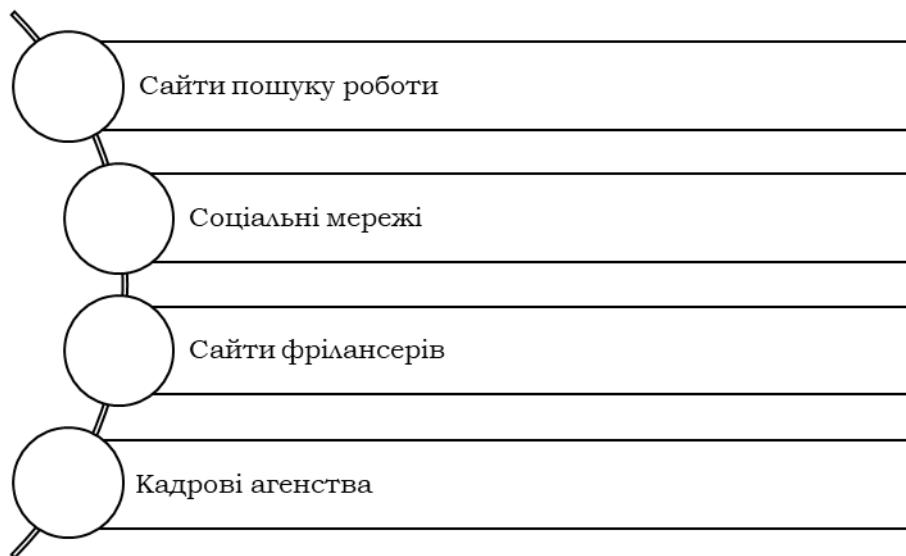 Сайти пошуку роботи
Соціальні мережі
Сайти фрілансерів
Кадрові агенства